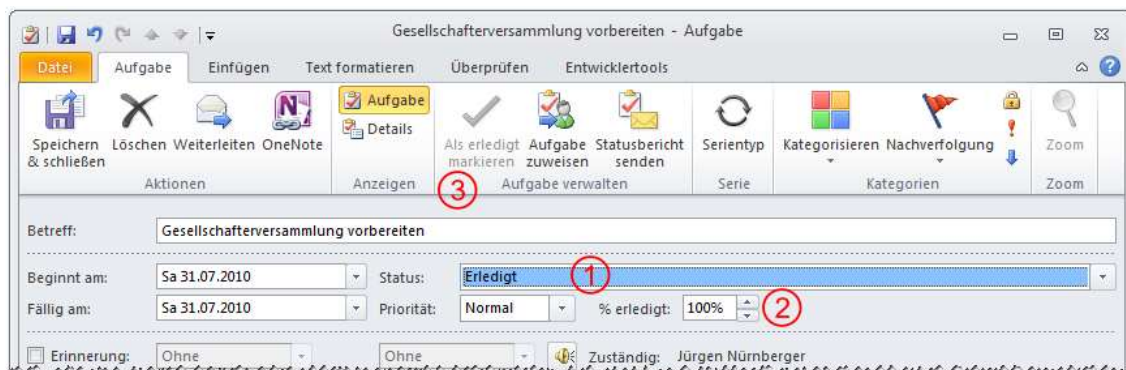 Gesellschafterversammlung vorbereiten - Aufgabe
Datei Aufgabe Einfügen Text formatieren Überprüfen Entwicklertools
Aufgabe
Details
Speichern Löschen Weiterleiten OneNote Als erledigt Aufgabe Statusbericht Serientyp Kategorisieren Nachverfolgung Zoom
& schließen markieren zuweisen senden
Aktionen Anzeigen 3 Aufgabe verwalten Serie Kategorien Zoom
Betreff: Gesellschafterversammlung vorbereiten
Beginnt am: Sa 31.07.2010 Status: Erledigt 1
Fällig am: Sa 31.07.2010 Priorität: Normal % erledigt: 100% 2
Erinnerung: Ohne Ohne Zuständig: Jürgen Nürnberger